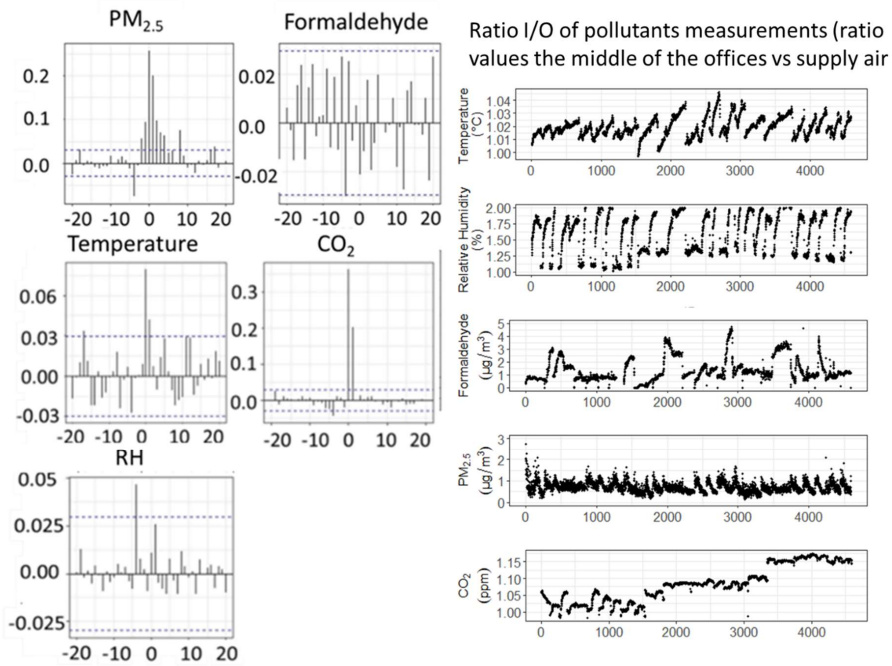 PM2.5
0.2
0.1
0.0
-20 -10 0 10 20
Formaldehyde
0.02
0.0
-0.02
-20 -10 0 10 20
Temperature
0.06
0.03
0.00
-0.03
-20 -10 0 10 20
CO2
0.3
0.2
0.1
0.0
-20 -10 0 10 20
RH
0.05
0.025
0.00
-0.025
-20 -10 0 10 20
Ratio I/O of pollutants measurements (ratio
values the middle of the offices vs supply air
Temperature
(°C)
1.04
1.03
1.02
1.01
1.00
0 1000 2000 3000 4000
Relative Humidity
(%)
2.00
1.75
1.50
1.25
1.00
0 1000 2000 3000 4000
Formaldehyde
(µg/m³)
5
4
3
2
1
0
0 1000 2000 3000 4000
PM2.5
(µg/m³)
3
2
1
0
0 1000 2000 3000 4000
CO2
(ppm)
1.15
1.10
1.05
1.00
0 1000 2000 3000 4000